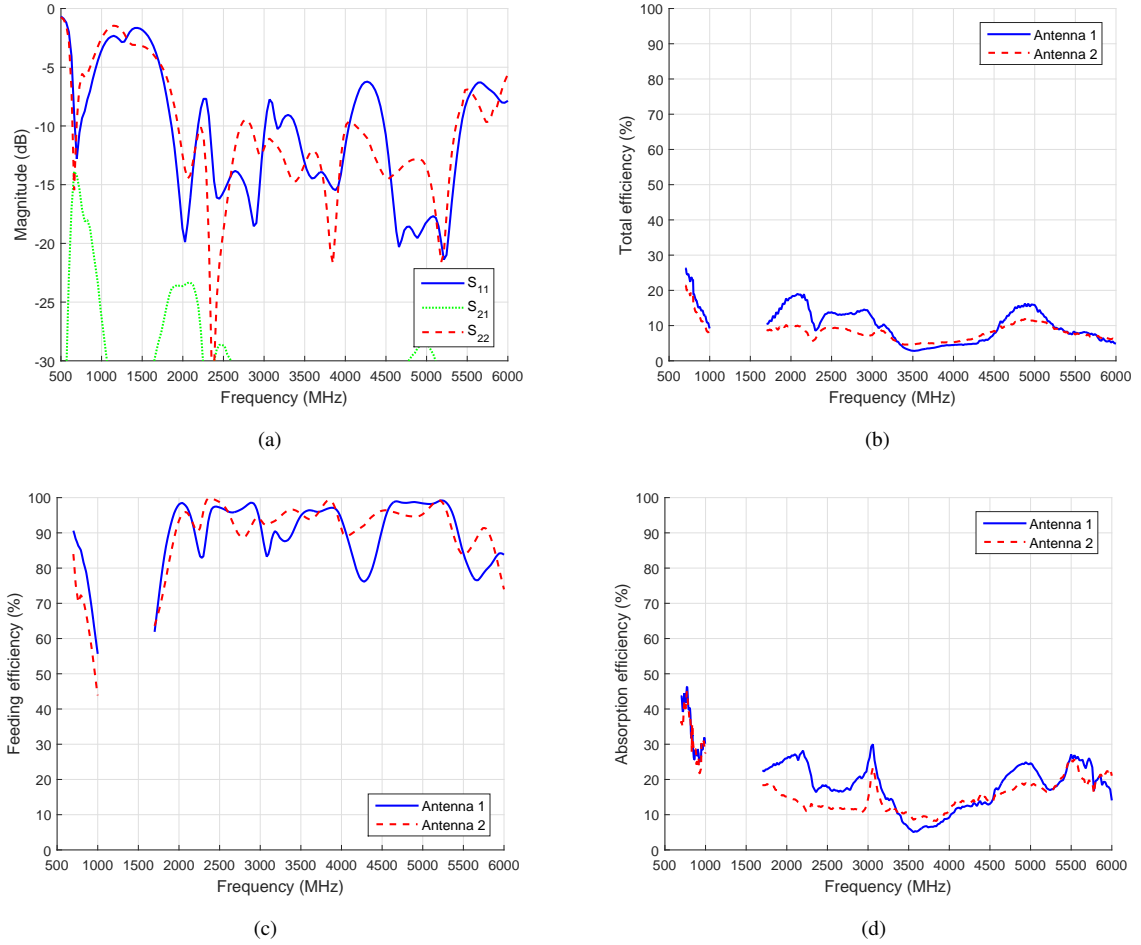 0
-5
-10
-15
-20
-25
-30
Magnitude (dB)
500 1000 1500 2000 2500 3000 3500 4000 4500 5000 5500 6000
Frequency (MHz)
S11
S21
S22
(a)
100
90
80
70
60
50
40
30
20
10
0
Total efficiency (%)
500 1000 1500 2000 2500 3000 3500 4000 4500 5000 5500 6000
Frequency (MHz)
Antenna 1
Antenna 2
(b)
100
90
80
70
60
50
40
30
20
10
0
Feeding efficiency (%)
500 1000 1500 2000 2500 3000 3500 4000 4500 5000 5500 6000
Frequency (MHz)
Antenna 1
Antenna 2
(c)
100
90
80
70
60
50
40
30
20
10
0
Absorption efficiency (%)
500 1000 1500 2000 2500 3000 3500 4000 4500 5000 5500 6000
Frequency (MHz)
Antenna 1
Antenna 2
(d)